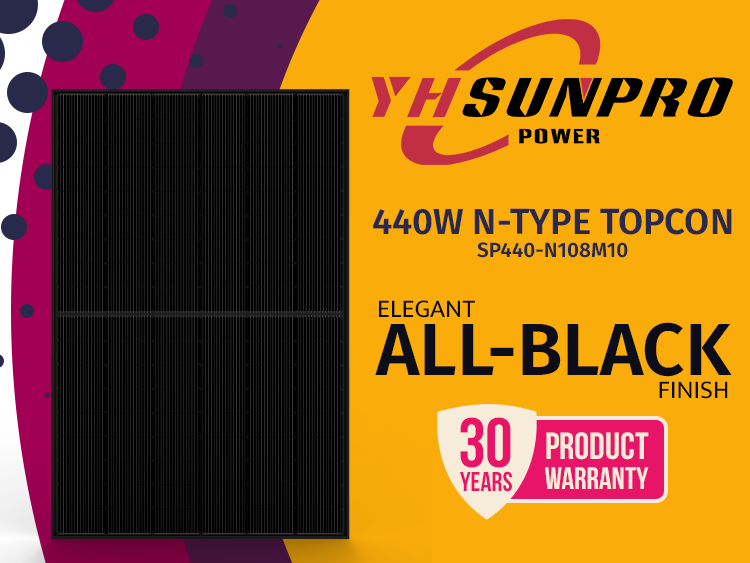 YHSUNPRO
POWER
440W N-TYPE TOPCON
SP440-N108M10
ELEGANT
ALL-BLACK
FINISH
30
YEARS
PRODUCT
WARRANTY